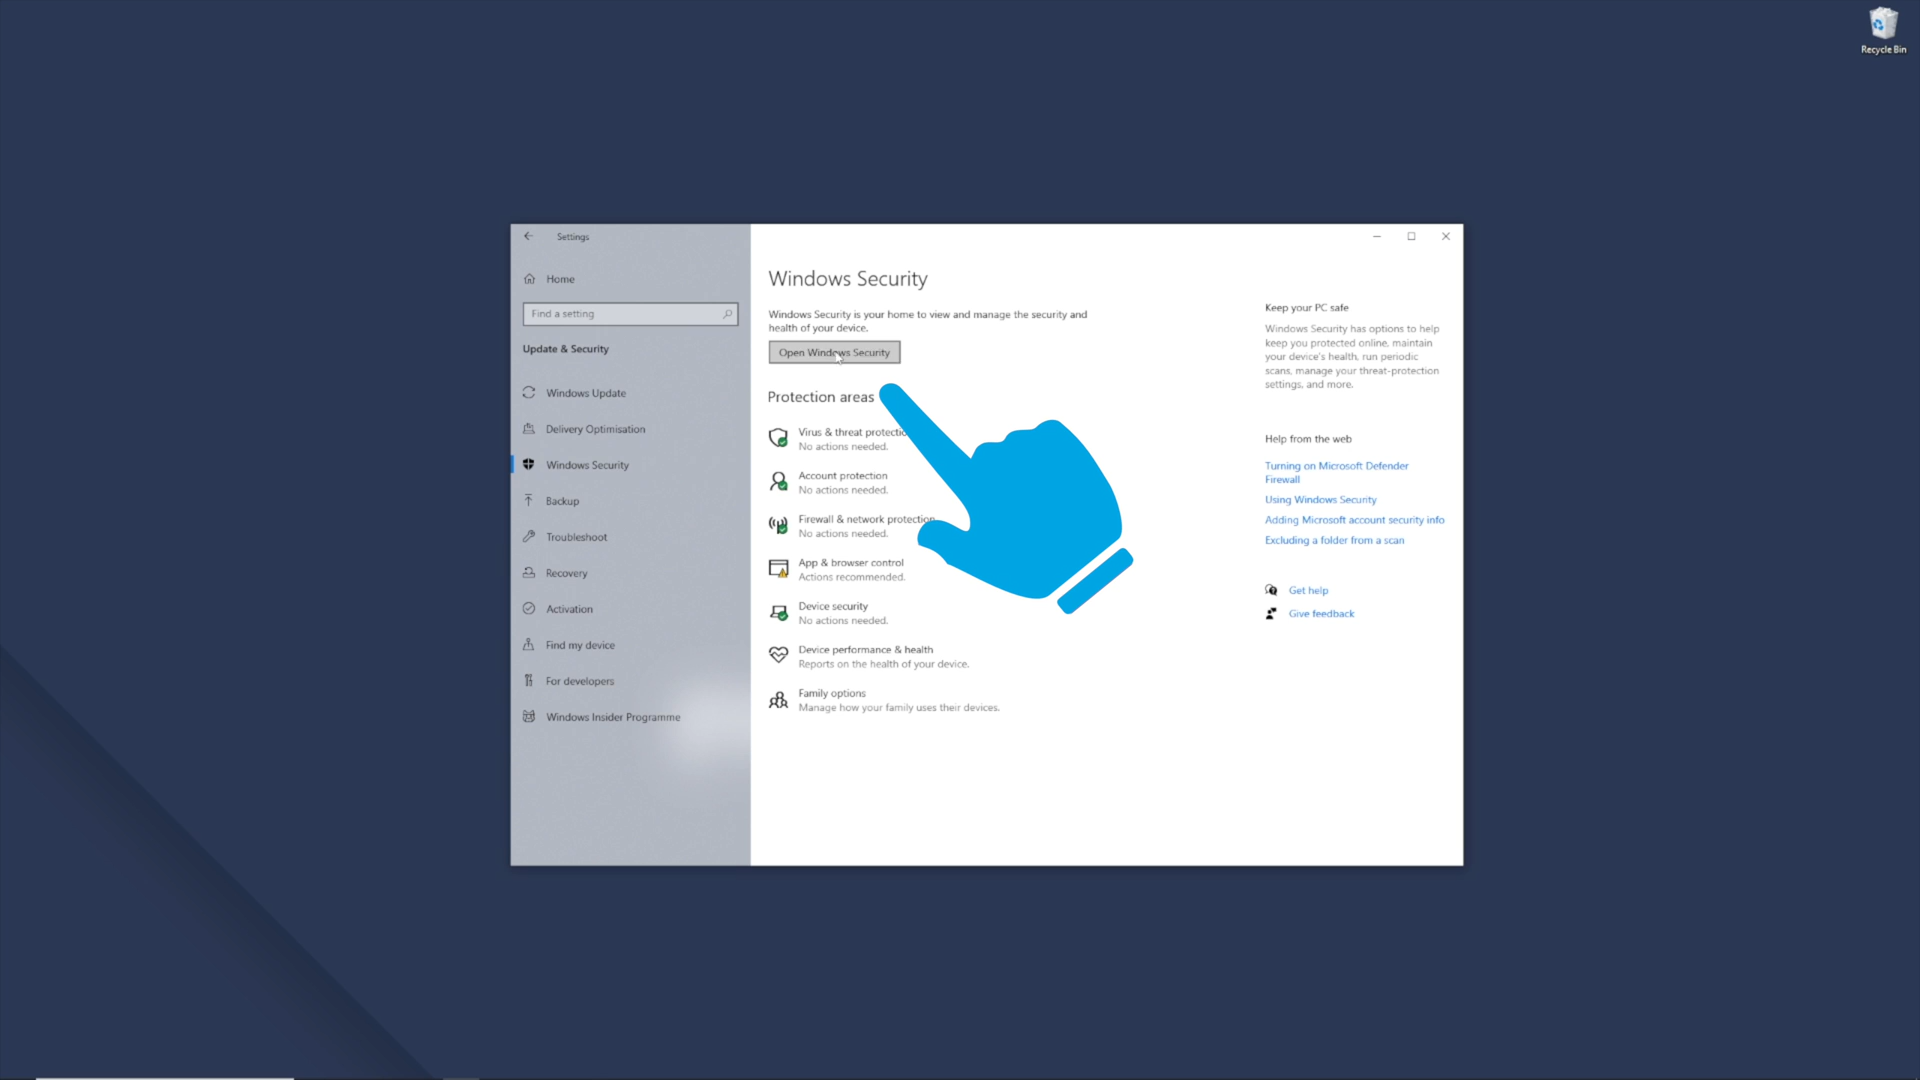 Recycle Bin
Settings
Home
Find a setting
Update & Security
Windows Update
Delivery Optimisation
Windows Security
Backup
Troubleshoot
Recovery
Activation
Find my device
For developers
Windows Insider Programme
Windows Security
Windows Security is your home to view and manage the security and
health of your device.
Open Windows Security
Protection areas
Virus & threat protectio
No actions needed.
Account protection
No actions needed.
Firewall & network protection
No actions needed.
App & browser control
Actions recommended.
Device security
No actions needed.
Device performance & health
Reports on the health of your device.
Family options
Manage how your family uses their devices.
Keep your PC safe
Windows Security has options to help
keep you protected online, maintain
your device's health, run periodic
scans, manage your threat-protection
settings, and more.
Help from the web
Turning on Microsoft Defender
Firewall
Using Windows Security
Adding Microsoft account security info
Excluding a folder from a scan
Get help
Give feedback